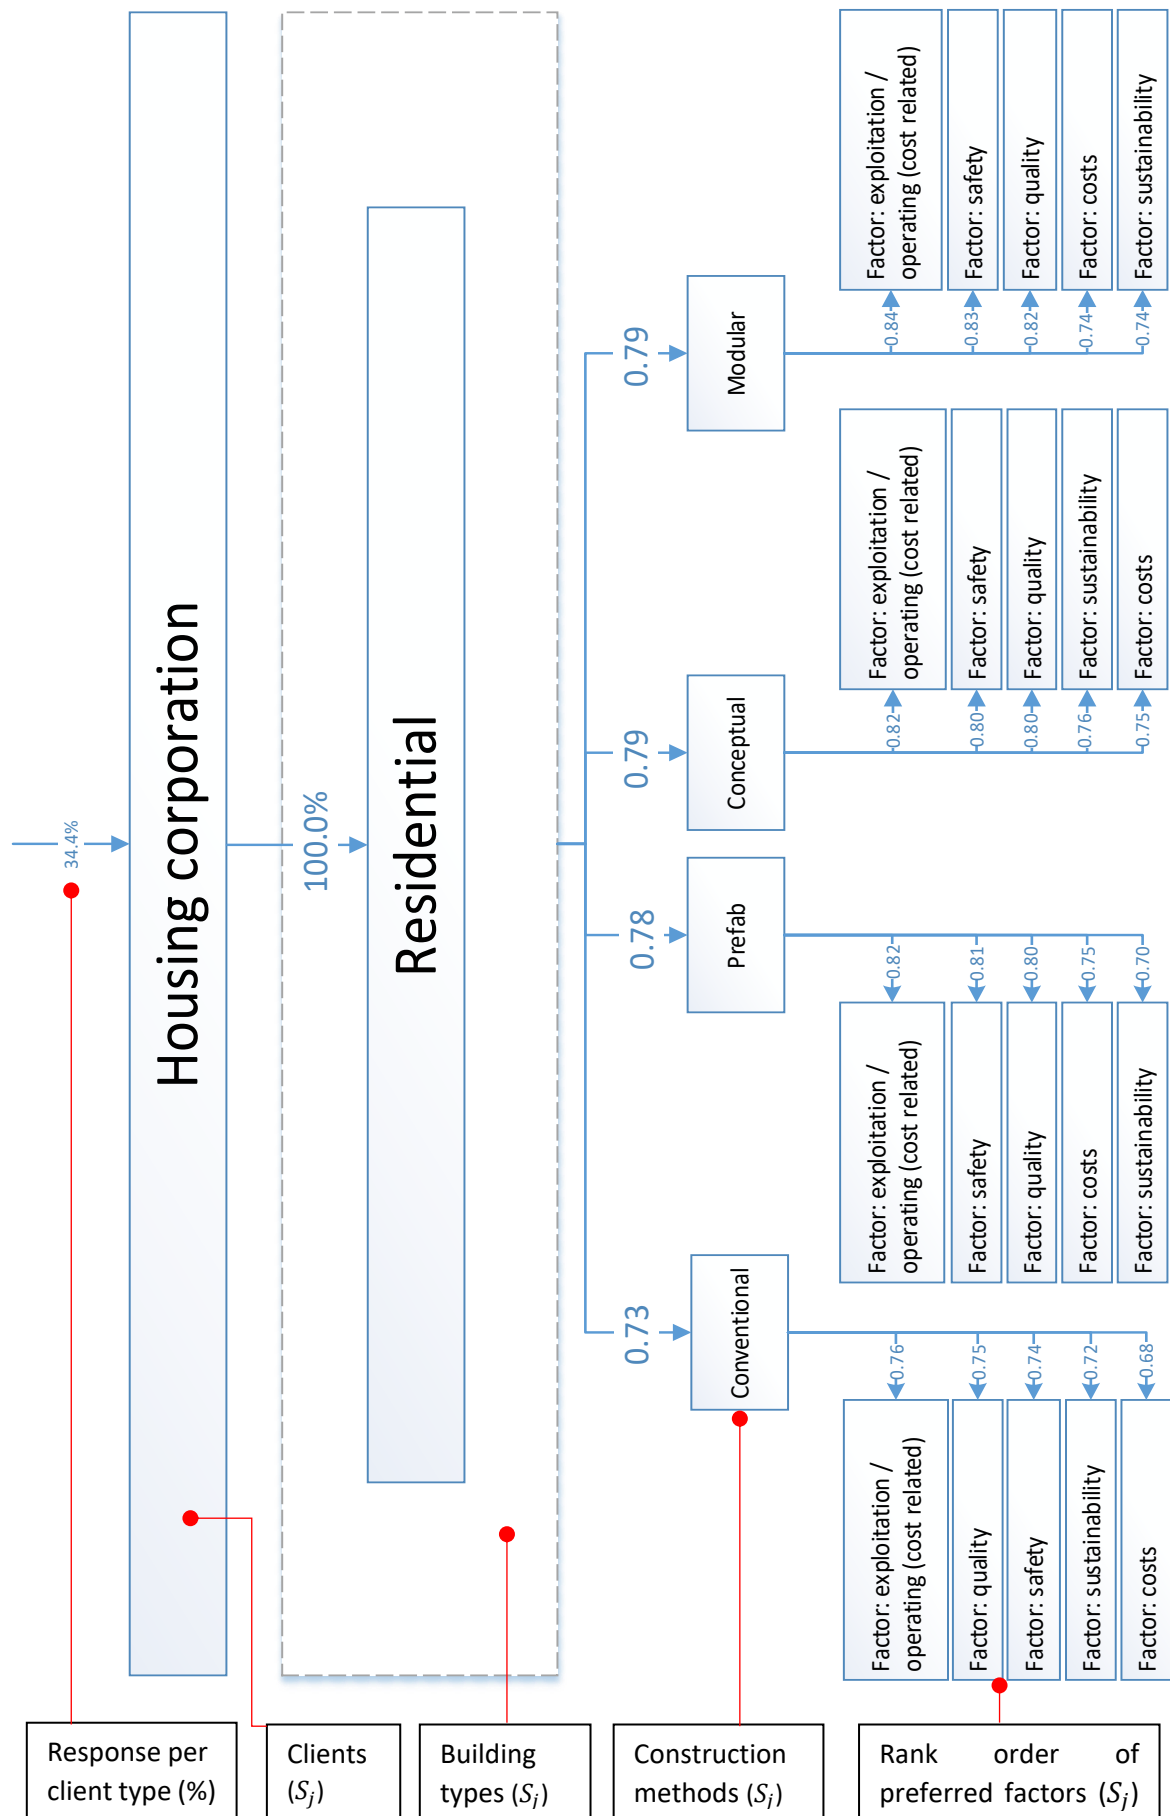 34.4%
Housing corporation
100.0%
Residential
0.73
0.78
0.79
0.79
Conventional
Prefab
Conceptual
Modular
0.76
0.75
0.74
0.72
0.68
Factor: exploitation /
operating (cost related)
Factor: quality
Factor: safety
Factor: sustainability
Factor: costs
0.82
0.81
0.80
0.75
0.70
Factor: exploitation /
operating (cost related)
Factor: safety
Factor: quality
Factor: costs
Factor: sustainability
0.82
0.80
0.80
0.76
0.75
Factor: exploitation /
operating (cost related)
Factor: safety
Factor: quality
Factor: sustainability
Factor: costs
0.84
0.83
0.82
0.74
0.74
Factor: exploitation /
operating (cost related)
Factor: safety
Factor: quality
Factor: costs
Factor: sustainability
Response per
client type (%)
Clients
(S_j)
Building
types (S_j)
Construction
methods (S_j)
Rank order of
preferred factors (S_j)